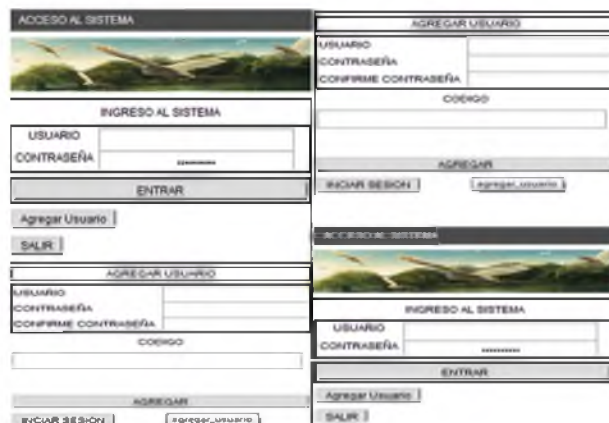 ACCESO AL SISTEMA
INGRESO AL SISTEMA
USUARIO
CONTRASEÑA
ENTRAR
Agregar Usuario
SALIR
AGREGAR USUARIO
USUARIO
CONTRASEÑA
CONFIRME CONTRASEÑA
CODIGO
AGREGAR
INCIAR SESION
agregar_usuario
AGREGAR USUARIO
USUARIO
CONTRASEÑA
CONFIRME CONTRASEÑA
CODIGO
AGREGAR
INCIAR SESION
agregar_usuario
ACCESO AL SISTEMA
INGRESO AL SISTEMA
USUARIO
CONTRASEÑA
ENTRAR
Agregar Usuario
SALIR